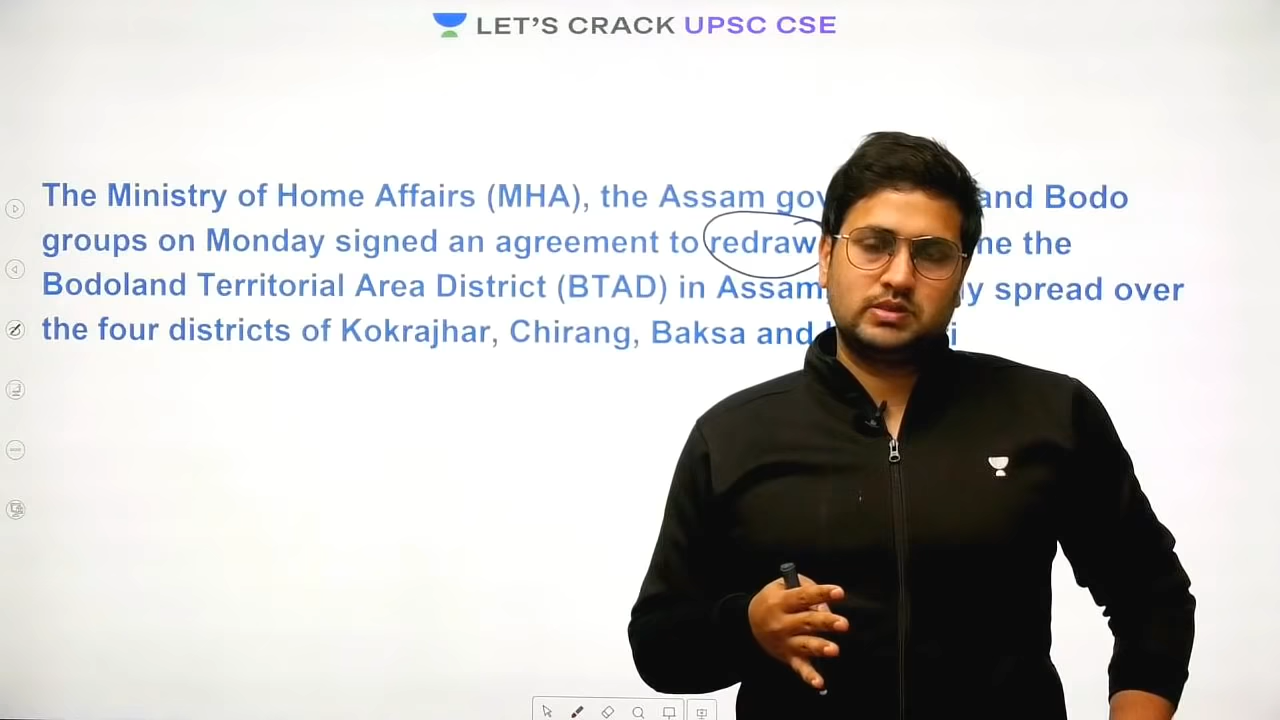 LET'S CRACK UPSC CSE
The Ministry of Home Affairs (MHA), the Assam gov and Bodo
groups on Monday signed an agreement to redraw the
Bodoland Territorial Area District (BTAD) in Assam spread over
the four districts of Kokrajhar, Chirang, Baksa and